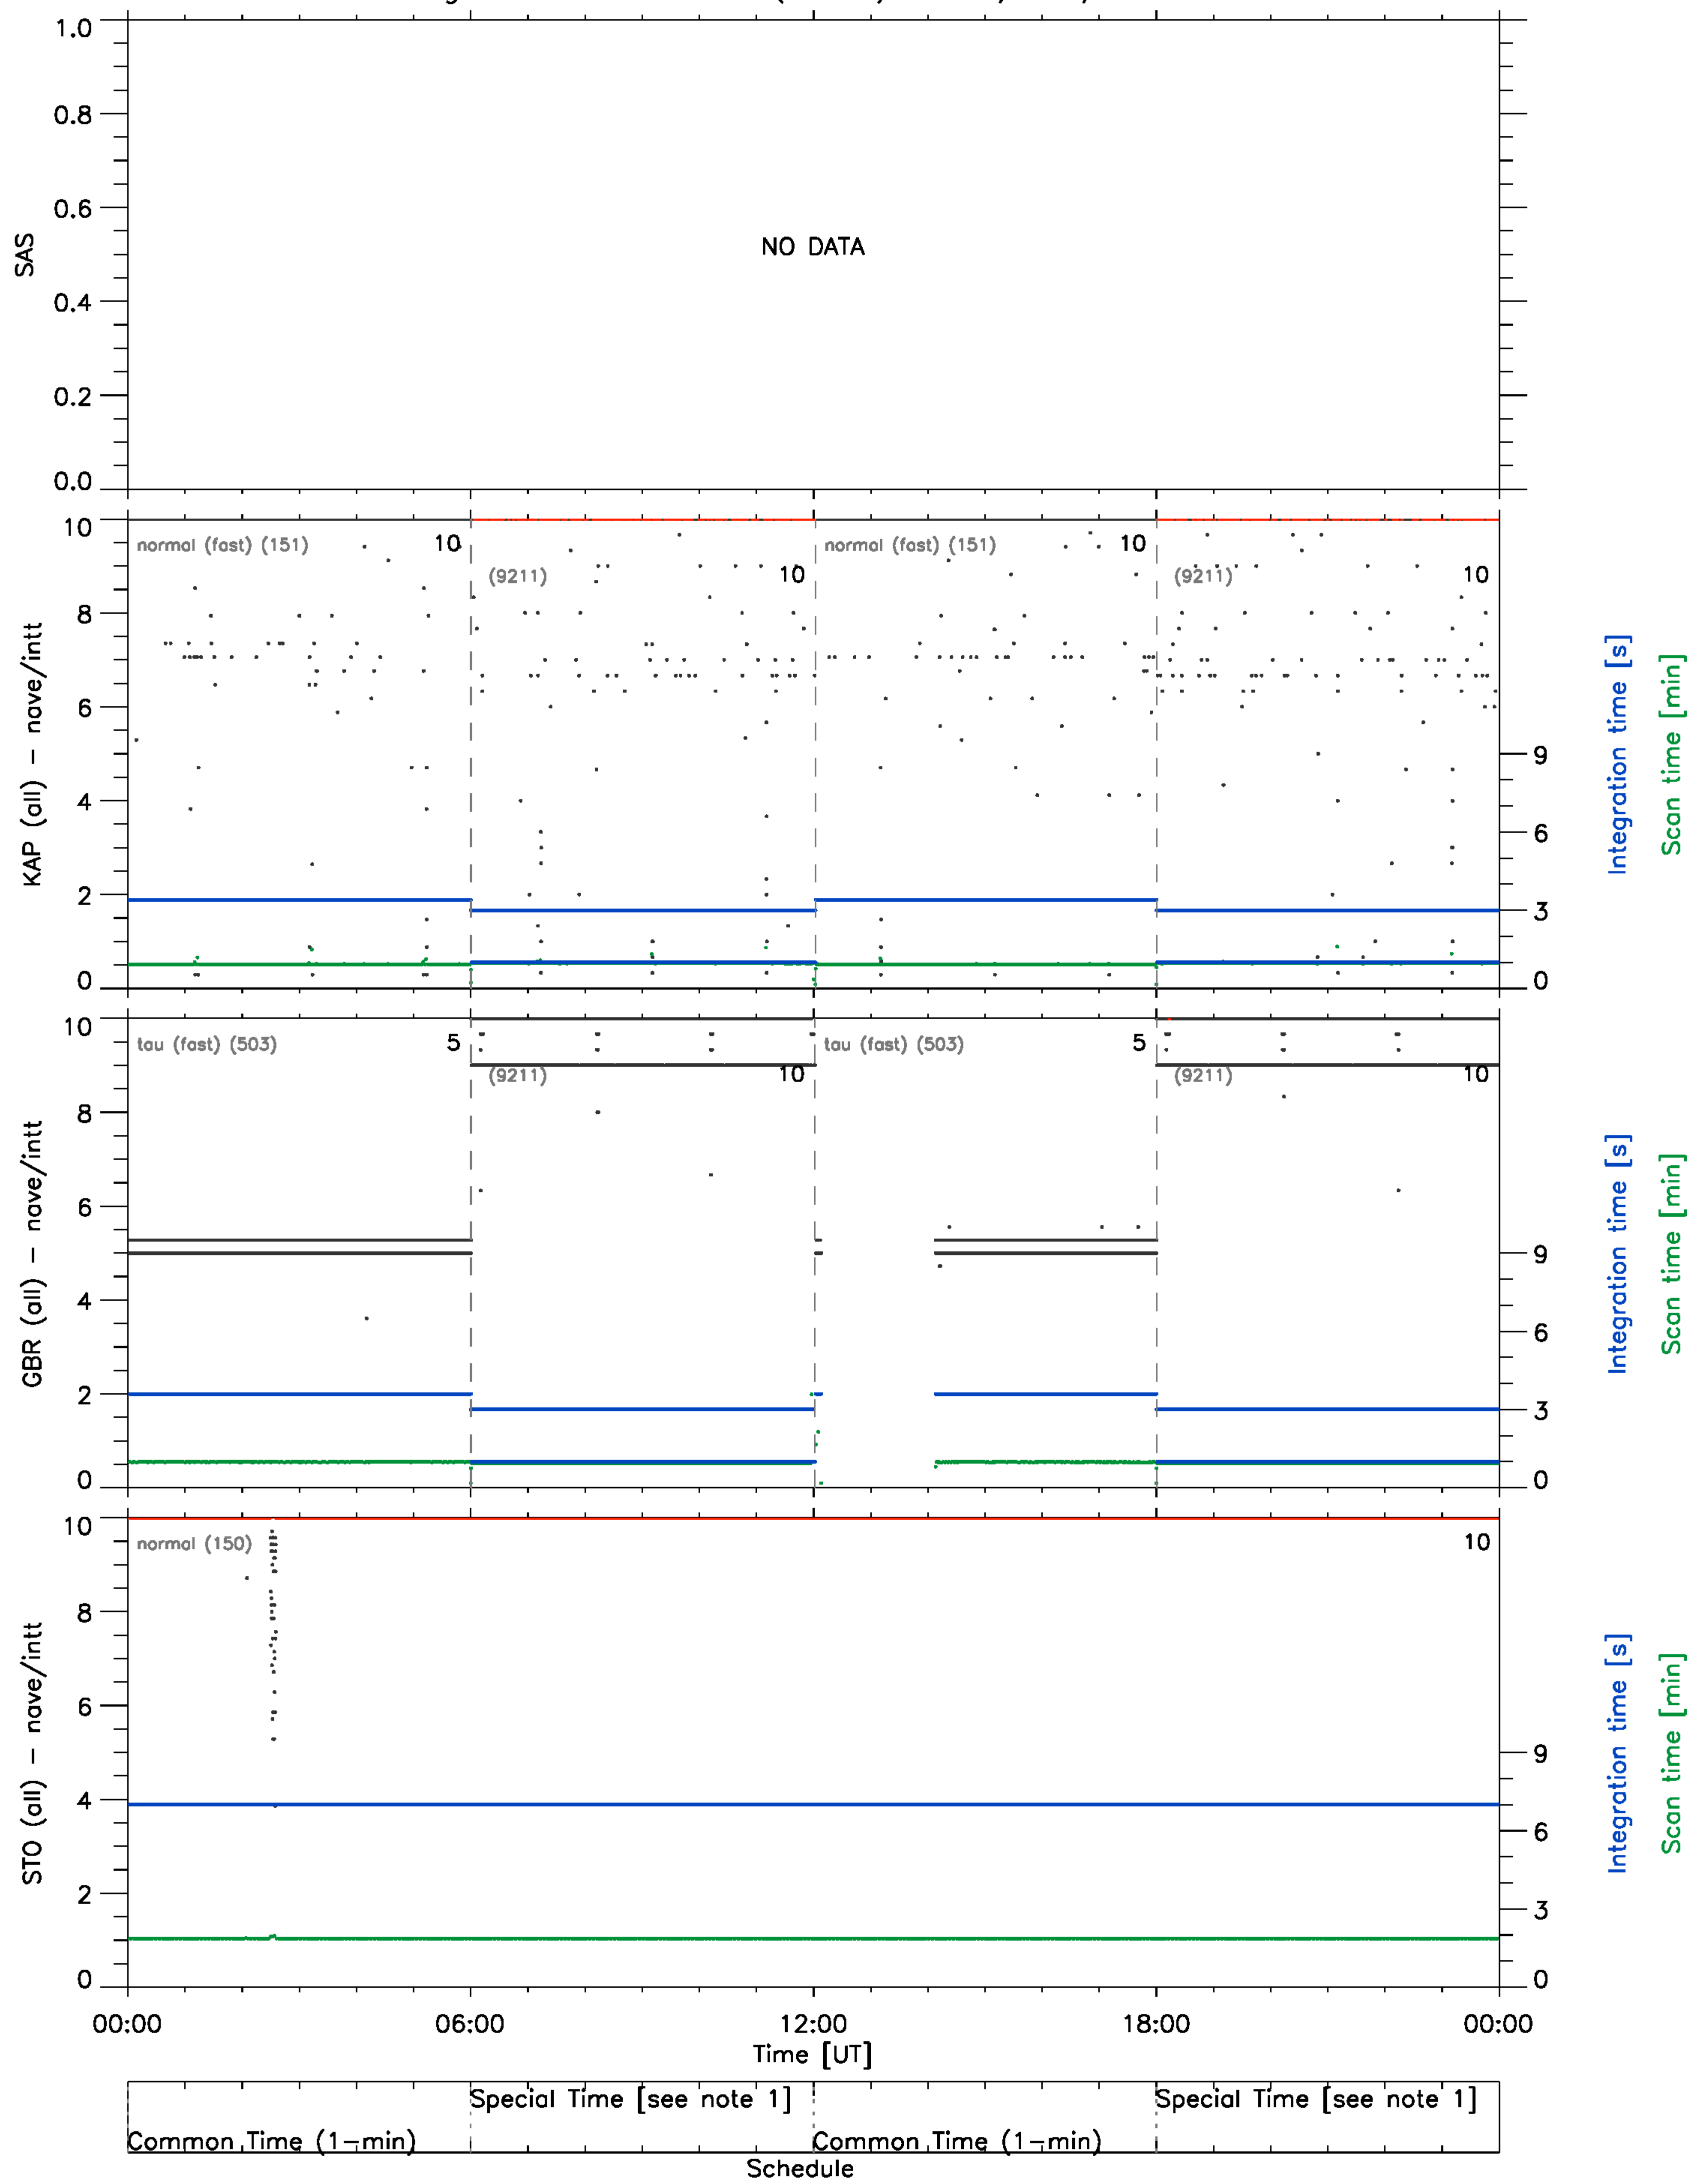 1.0
0.8
0.6
0.4
0.2
0.0
SAS
NO DATA
10
8
6
4
2
0
KAP (all) − nave/intt
normal (fast) (151)
10
(9211)
10
normal (fast) (151)
10
(9211)
10
9
6
3
0
Integration time [s]
Scan time [min]
10
8
6
4
2
0
GBR (all) − nave/intt
tau (fast) (503)
5
(9211)
10
tau (fast) (503)
5
(9211)
10
9
6
3
0
Integration time [s]
Scan time [min]
10
8
6
4
2
0
STO (all) − nave/intt
normal (150)
10
9
6
3
0
Integration time [s]
Scan time [min]
00:00
06:00
12:00
18:00
00:00
Time [UT]
Special Time [see note 1]
Special Time [see note 1]
Common Time (1−min)
Common Time (1−min)
Schedule